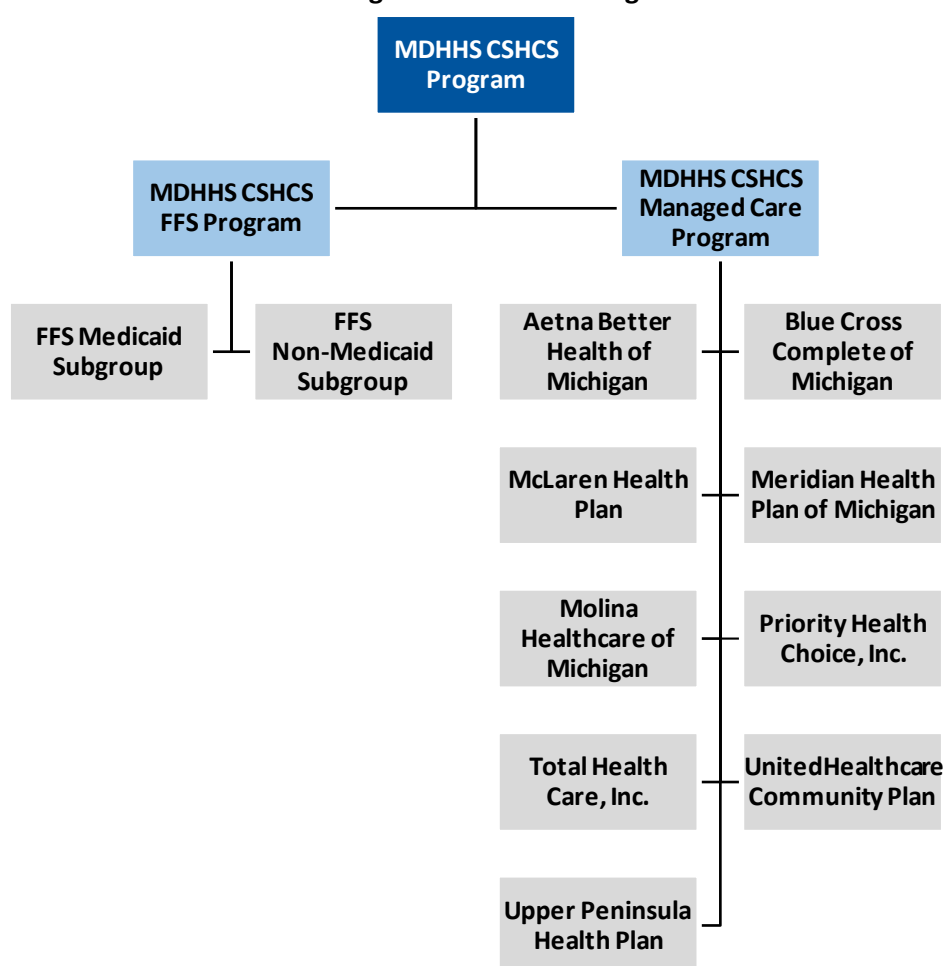 MDHHS CSHCS
Program
MDHHS CSHCS
FFS Program
MDHHS CSHCS
Managed Care
Program
FFS Medicaid
Subgroup
FFS
Non-Medicaid
Subgroup
Aetna Better
Health of
Michigan
Blue Cross
Complete of
Michigan
McLaren Health
Plan
Meridian Health
Plan of Michigan
Molina
Healthcare of
Michigan
Priority Health
Choice, Inc.
Total Health
Care, Inc.
UnitedHealthcare
Community Plan
Upper Peninsula
Health Plan